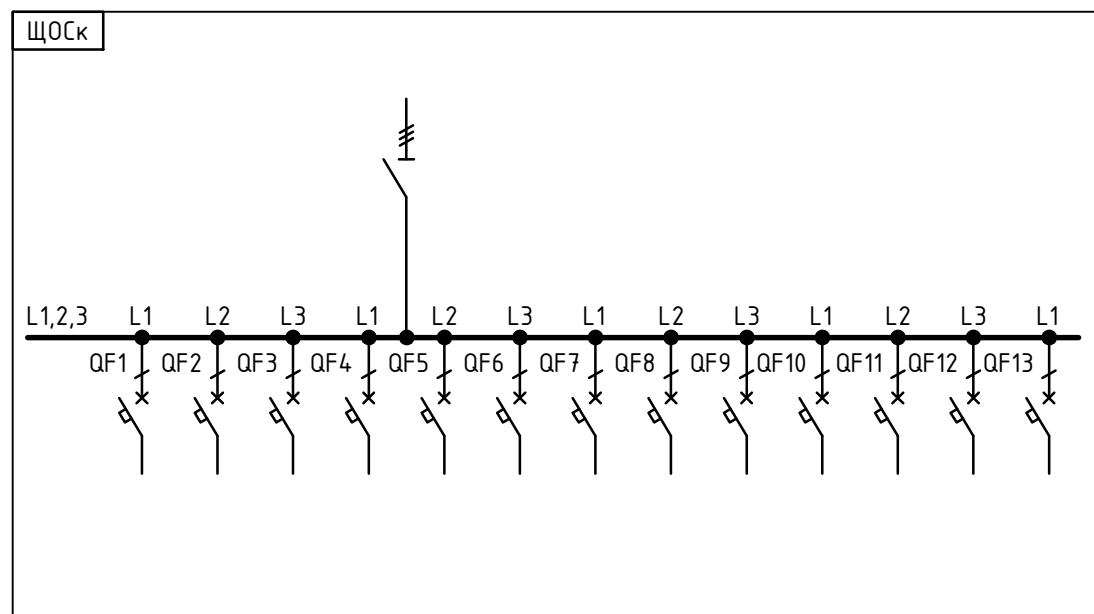 ЩОСк
L1,2,3 L1 L2 L3 L1 L2 L3 L1 L2 L3 L1 L2 L3 L1
QF1 QF2 QF3 QF4 QF5 QF6 QF7 QF8 QF9 QF10 QF11 QF12 QF13